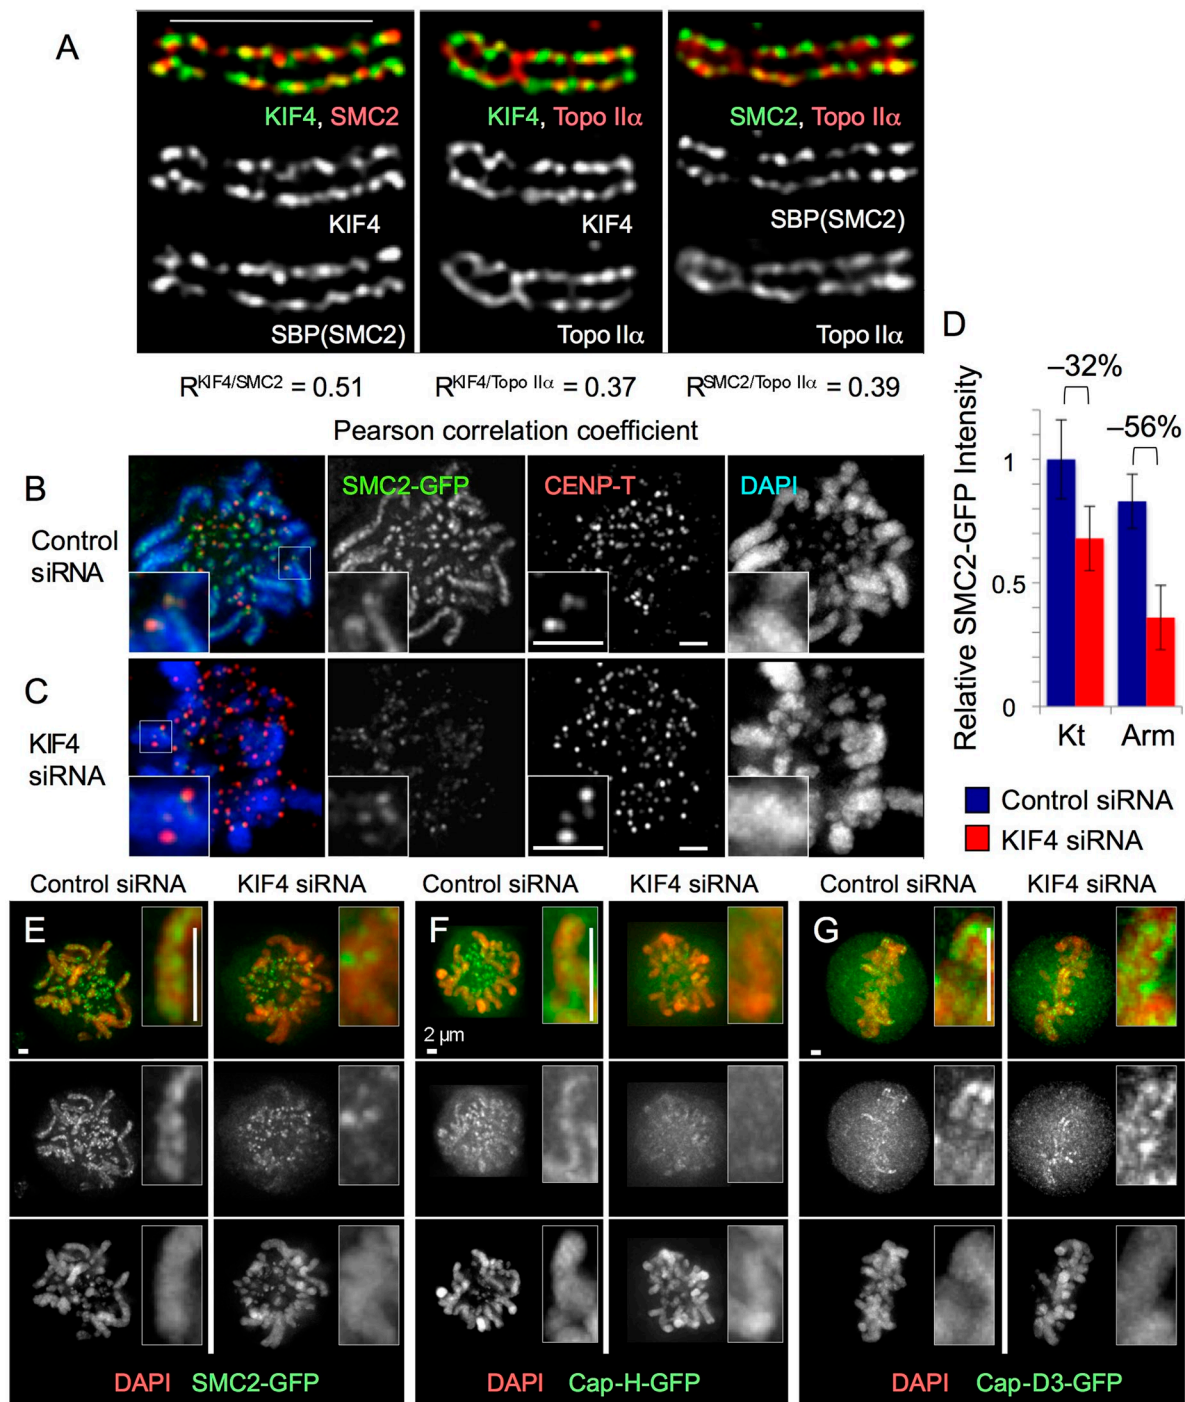 A
KIF4, SMC2
KIF4, Topo IIα
SMC2, Topo IIα
KIF4
KIF4
SBP(SMC2)
SBP(SMC2)
Topo IIα
Topo IIα
R^KIF4/SMC2 = 0.51
R^KIF4/Topo IIα = 0.37
R^SMC2/Topo IIα = 0.39
Pearson correlation coefficient
B
Control
siRNA
SMC2-GFP
CENP-T
DAPI
C
KIF4
siRNA
D
Relative SMC2-GFP Intensity
–32%
–56%
1
0.5
0
Kt
Arm
Control siRNA
KIF4 siRNA
Control siRNA
KIF4 siRNA
Control siRNA
KIF4 siRNA
Control siRNA
KIF4 siRNA
E
F
G
2 µm
DAPI SMC2-GFP
DAPI Cap-H-GFP
DAPI Cap-D3-GFP